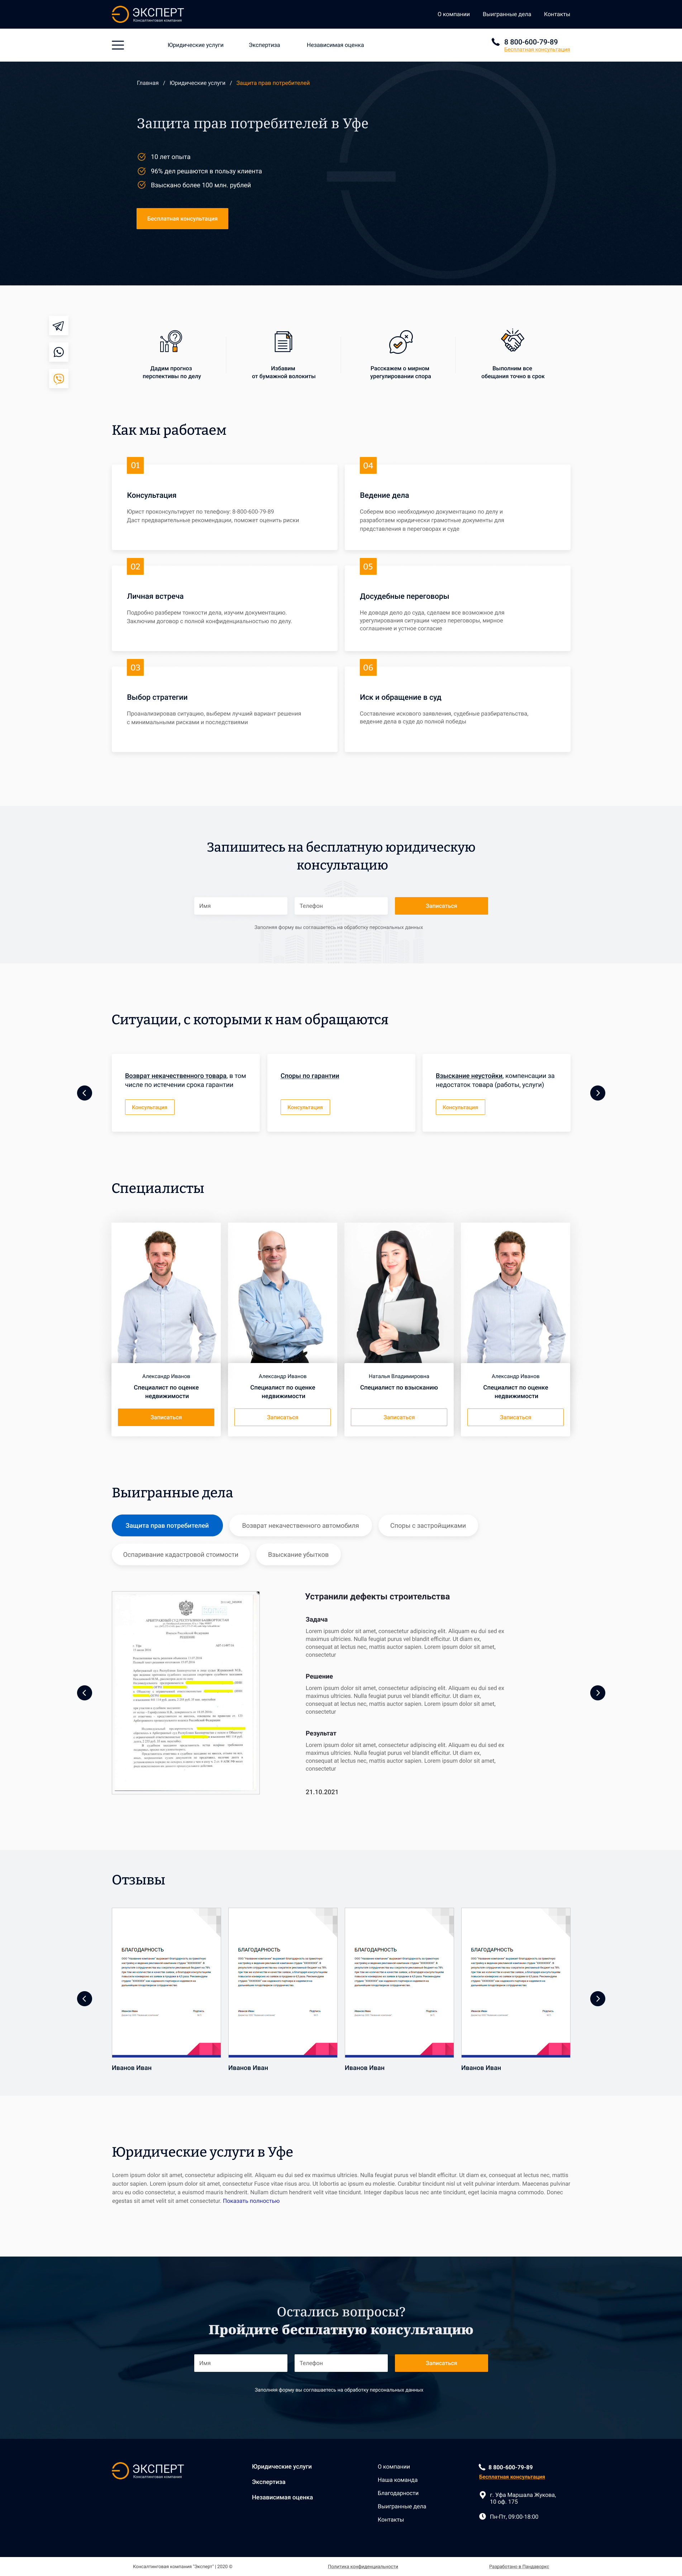 ЭКСПЕРТ
Консалтинговая компания
О компании
Выигранные дела
Контакты
Юридические услуги
Экспертиза
Независимая оценка
8 800-600-79-89
Бесплатная консультация
Главная / Юридические услуги / Защита прав потребителей
Защита прав потребителей в Уфе
10 лет опыта
96% дел решаются в пользу клиента
Взыскано более 100 млн. рублей
Бесплатная консультация
Дадим прогноз
перспективы по делу
Избавим
от бумажной волокиты
Расскажем о мирном
урегулировании спора
Выполним все
обещания точно в срок
Как мы работаем
01
Консультация
Юрист проконсультирует по телефону: 8-800-600-79-89
Даст предварительные рекомендации, поможет оценить риски
04
Ведение дела
Соберем всю необходимую документацию по делу и
разработаем юридически грамотные документы для
представления в переговорах и суде
02
Личная встреча
Подробно разберем тонкости дела, изучим документацию.
Заключим договор с полной конфиденциальностью по делу.
05
Досудебные переговоры
Не доводя дело до суда, сделаем все возможное для
урегулирования ситуации через переговоры, мирное
соглашение и устное согласие
03
Выбор стратегии
Проанализировав ситуацию, выберем лучший вариант решения
с минимальными рисками и последствиями
06
Иск и обращение в суд
Составление искового заявления, судебные разбирательства,
ведение дела в суде до полной победы
Запишитесь на бесплатную юридическую
консультацию
Имя
Телефон
Записаться
Заполняя форму вы соглашаетесь на обработку персональных данных
Ситуации, с которыми к нам обращаются
Возврат некачественного товара, в том
числе по истечении срока гарантии
Консультация
Споры по гарантии
Консультация
Взыскание неустойки, компенсации за
недостаток товара (работы, услуги)
Консультация
Специалисты
Александр Иванов
Специалист по оценке
недвижимости
Записаться
Александр Иванов
Специалист по оценке
недвижимости
Записаться
Наталья Владимировна
Специалист по взысканию
Записаться
Александр Иванов
Специалист по оценке
недвижимости
Записаться
Выигранные дела
Защита прав потребителей
Возврат некачественного автомобиля
Споры с застройщиками
Оспаривание кадастровой стоимости
Взыскание убытков
Устранили дефекты строительства
Задача
Lorem ipsum dolor sit amet, consectetur adipiscing elit. Aliquam eu dui sed ex
maximus ultricies. Nulla feugiat purus vel blandit efficitur. Ut diam ex,
consequat at lectus nec, mattis auctor sapien. Lorem ipsum dolor sit amet,
consectetur
Решение
Lorem ipsum dolor sit amet, consectetur adipiscing elit. Aliquam eu dui sed ex
maximus ultricies. Nulla feugiat purus vel blandit efficitur. Ut diam ex,
consequat at lectus nec, mattis auctor sapien. Lorem ipsum dolor sit amet,
consectetur
Результат
Lorem ipsum dolor sit amet, consectetur adipiscing elit. Aliquam eu dui sed ex
maximus ultricies. Nulla feugiat purus vel blandit efficitur. Ut diam ex,
consequat at lectus nec, mattis auctor sapien. Lorem ipsum dolor sit amet,
consectetur
21.10.2021
Отзывы
БЛАГОДАРНОСТЬ
БЛАГОДАРНОСТЬ
БЛАГОДАРНОСТЬ
БЛАГОДАРНОСТЬ
Иванов Иван
Иванов Иван
Иванов Иван
Иванов Иван
Юридические услуги в Уфе
Lorem ipsum dolor sit amet, consectetur adipiscing elit. Aliquam eu dui sed ex maximus ultricies. Nulla feugiat purus vel blandit efficitur. Ut diam ex, consequat at lectus nec, mattis
auctor sapien. Lorem ipsum dolor sit amet, consectetur Fusce vitae risus arcu. Ut lobortis ac ipsum eu molestie. Curabitur tincidunt nisl ut velit pulvinar interdum. Maecenas pulvinar
arcu eu odio consectetur, a euismod mauris hendrerit. Nullam dictum hendrerit velit vitae tincidunt. Integer dapibus lacus nec ante tincidunt, eget lacinia magna commodo. Donec
egestas sit amet velit sit amet consectetur. Показать полностью
Остались вопросы?
Пройдите бесплатную консультацию
Имя
Телефон
Записаться
Заполняя форму вы соглашаетесь на обработку персональных данных
ЭКСПЕРТ
Консалтинговая компания
Юридические услуги
Экспертиза
Независимая оценка
О компании
Наша команда
Благодарности
Выигранные дела
Контакты
8 800-600-79-89
Бесплатная консультация
г. Уфа Маршала Жукова,
10 оф. 175
Пн-Пт, 09:00-18:00
Консалтинговая компания "Эксперт" | 2020 ©
Политика конфиденциальности
Разработано в Пандаворкс